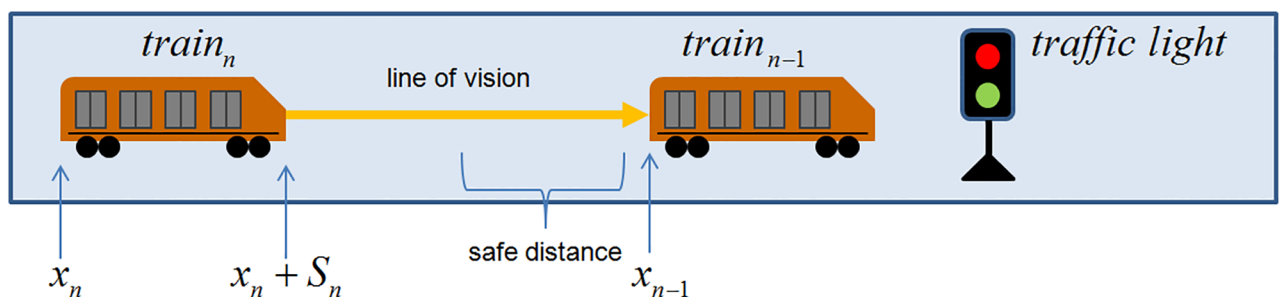 train_n
train_{n-1}
traffic light
line of vision
safe distance
x_n
x_n + S_n
x_{n-1}